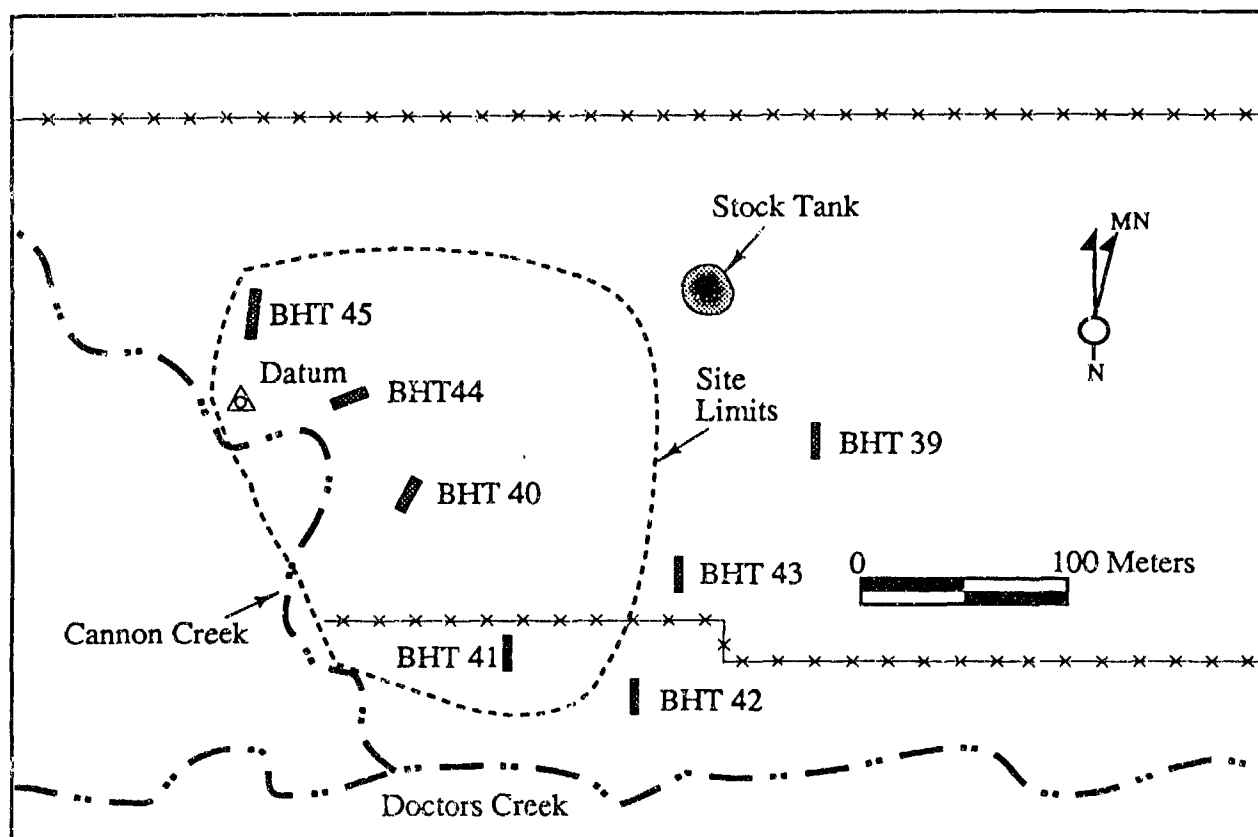 Stock Tank
MN
N
BHT 45
Datum
BHT44
Site
Limits
BHT 39
BHT 40
0 100 Meters
BHT 43
Cannon Creek
BHT 41
BHT 42
Doctors Creek